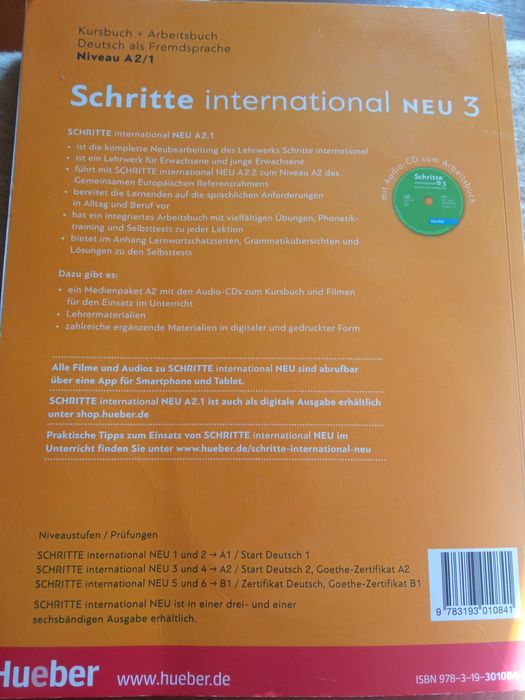 Kursbuch + Arbeitsbuch
Deutsch als Fremdsprache
Niveau A2/1
Schritte international NEU 3
SCHRITTE international NEU A2.1
• ist die komplette Neubearbeitung des Lehrwerks Schritte international
• ist ein Lehrwerk für Erwachsene und junge Erwachsene
• führt mit SCHRITTE international NEU A2.2 zum Niveau A2 des
Gemeinsamen Europäischen Referenzrahmens
• bereitet die Lernenden auf die sprachlichen Anforderungen
in Alltag und Beruf vor
• hat ein integriertes Arbeitsbuch mit vielfältigen Übungen, Phonetik-
training und Selbsttests zu jeder Lektion
• bietet im Anhang Lernwortschatzseiten, Grammatikübersichten und
Lösungen zu den Selbsttests
mit Audio-CD zum Arbeitsbuch
Schritte
international 3
Dazu gibt es:
• ein Medienpaket A2 mit den Audio-CDs zum Kursbuch und Filmen
für den Einsatz im Unterricht
• Lehrermaterialien
• zahlreiche ergänzende Materialien in digitaler und gedruckter Form
Alle Filme und Audios zu SCHRITTE international NEU sind abrufbar
über eine App für Smartphone und Tablet.
SCHRITTE international NEU A2.1 ist auch als digitale Ausgabe erhältlich
unter shop.hueber.de
Praktische Tipps zum Einsatz von SCHRITTE international NEU im
Unterricht finden Sie unter www.hueber.de/schritte-international-neu
Niveaustufen / Prüfungen
SCHRITTE international NEU 1 und 2 → A1 / Start Deutsch 1
SCHRITTE international NEU 3 und 4 → A2 / Start Deutsch 2, Goethe-Zertifikat A2
SCHRITTE international NEU 5 und 6 → B1 / Zertifikat Deutsch, Goethe-Zertifikat B1
SCHRITTE international NEU ist in einer drei- und einer
sechsbändigen Ausgabe erhältlich.
9 783193 010841
Hueber
www.hueber.de
ISBN 978-3-19-301084